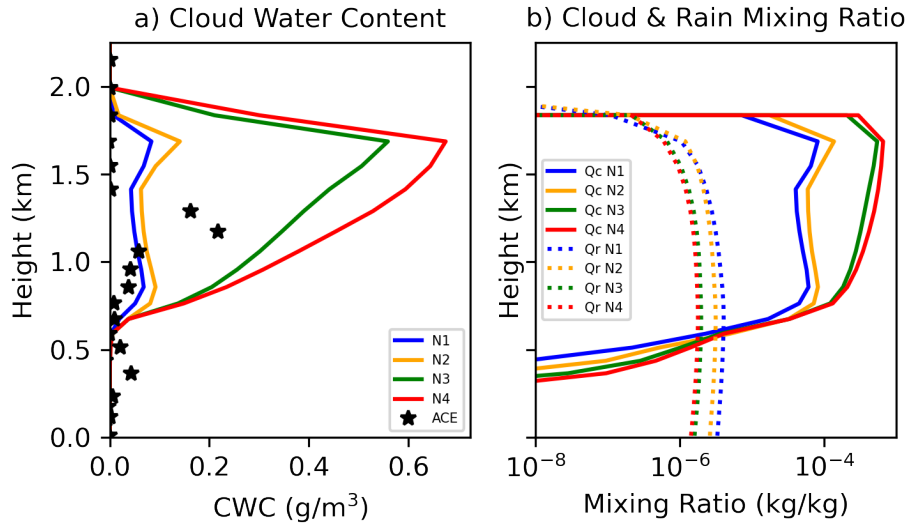 a) Cloud Water Content
Height (km)
2.0
1.5
1.0
0.5
0.0
0.0 0.2 0.4 0.6
CWC (g/m³)
N1
N2
N3
N4
ACE
b) Cloud & Rain Mixing Ratio
Height (km)
Qc N1
Qc N2
Qc N3
Qc N4
Qr N1
Qr N2
Qr N3
Qr N4
10⁻⁸ 10⁻⁶ 10⁻⁴
Mixing Ratio (kg/kg)